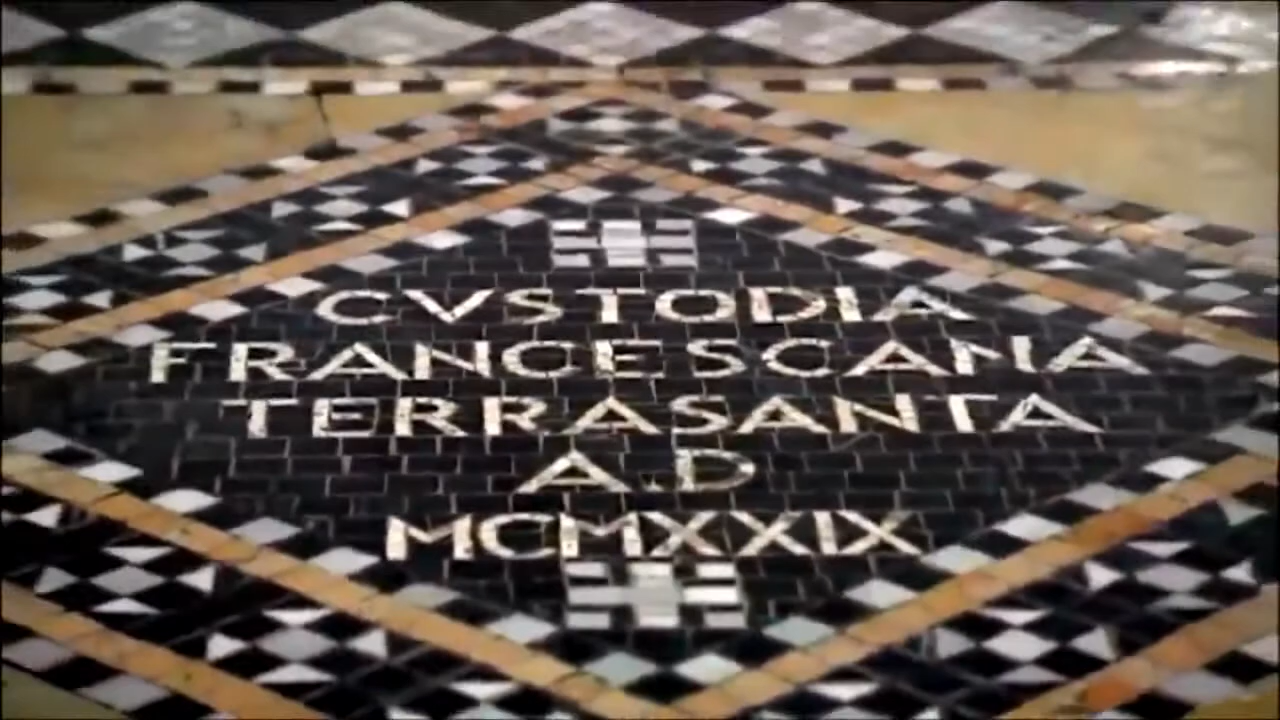 CVSTODIA
FRANCESCANA
TERRASANTA
A.D
MCMXXIX